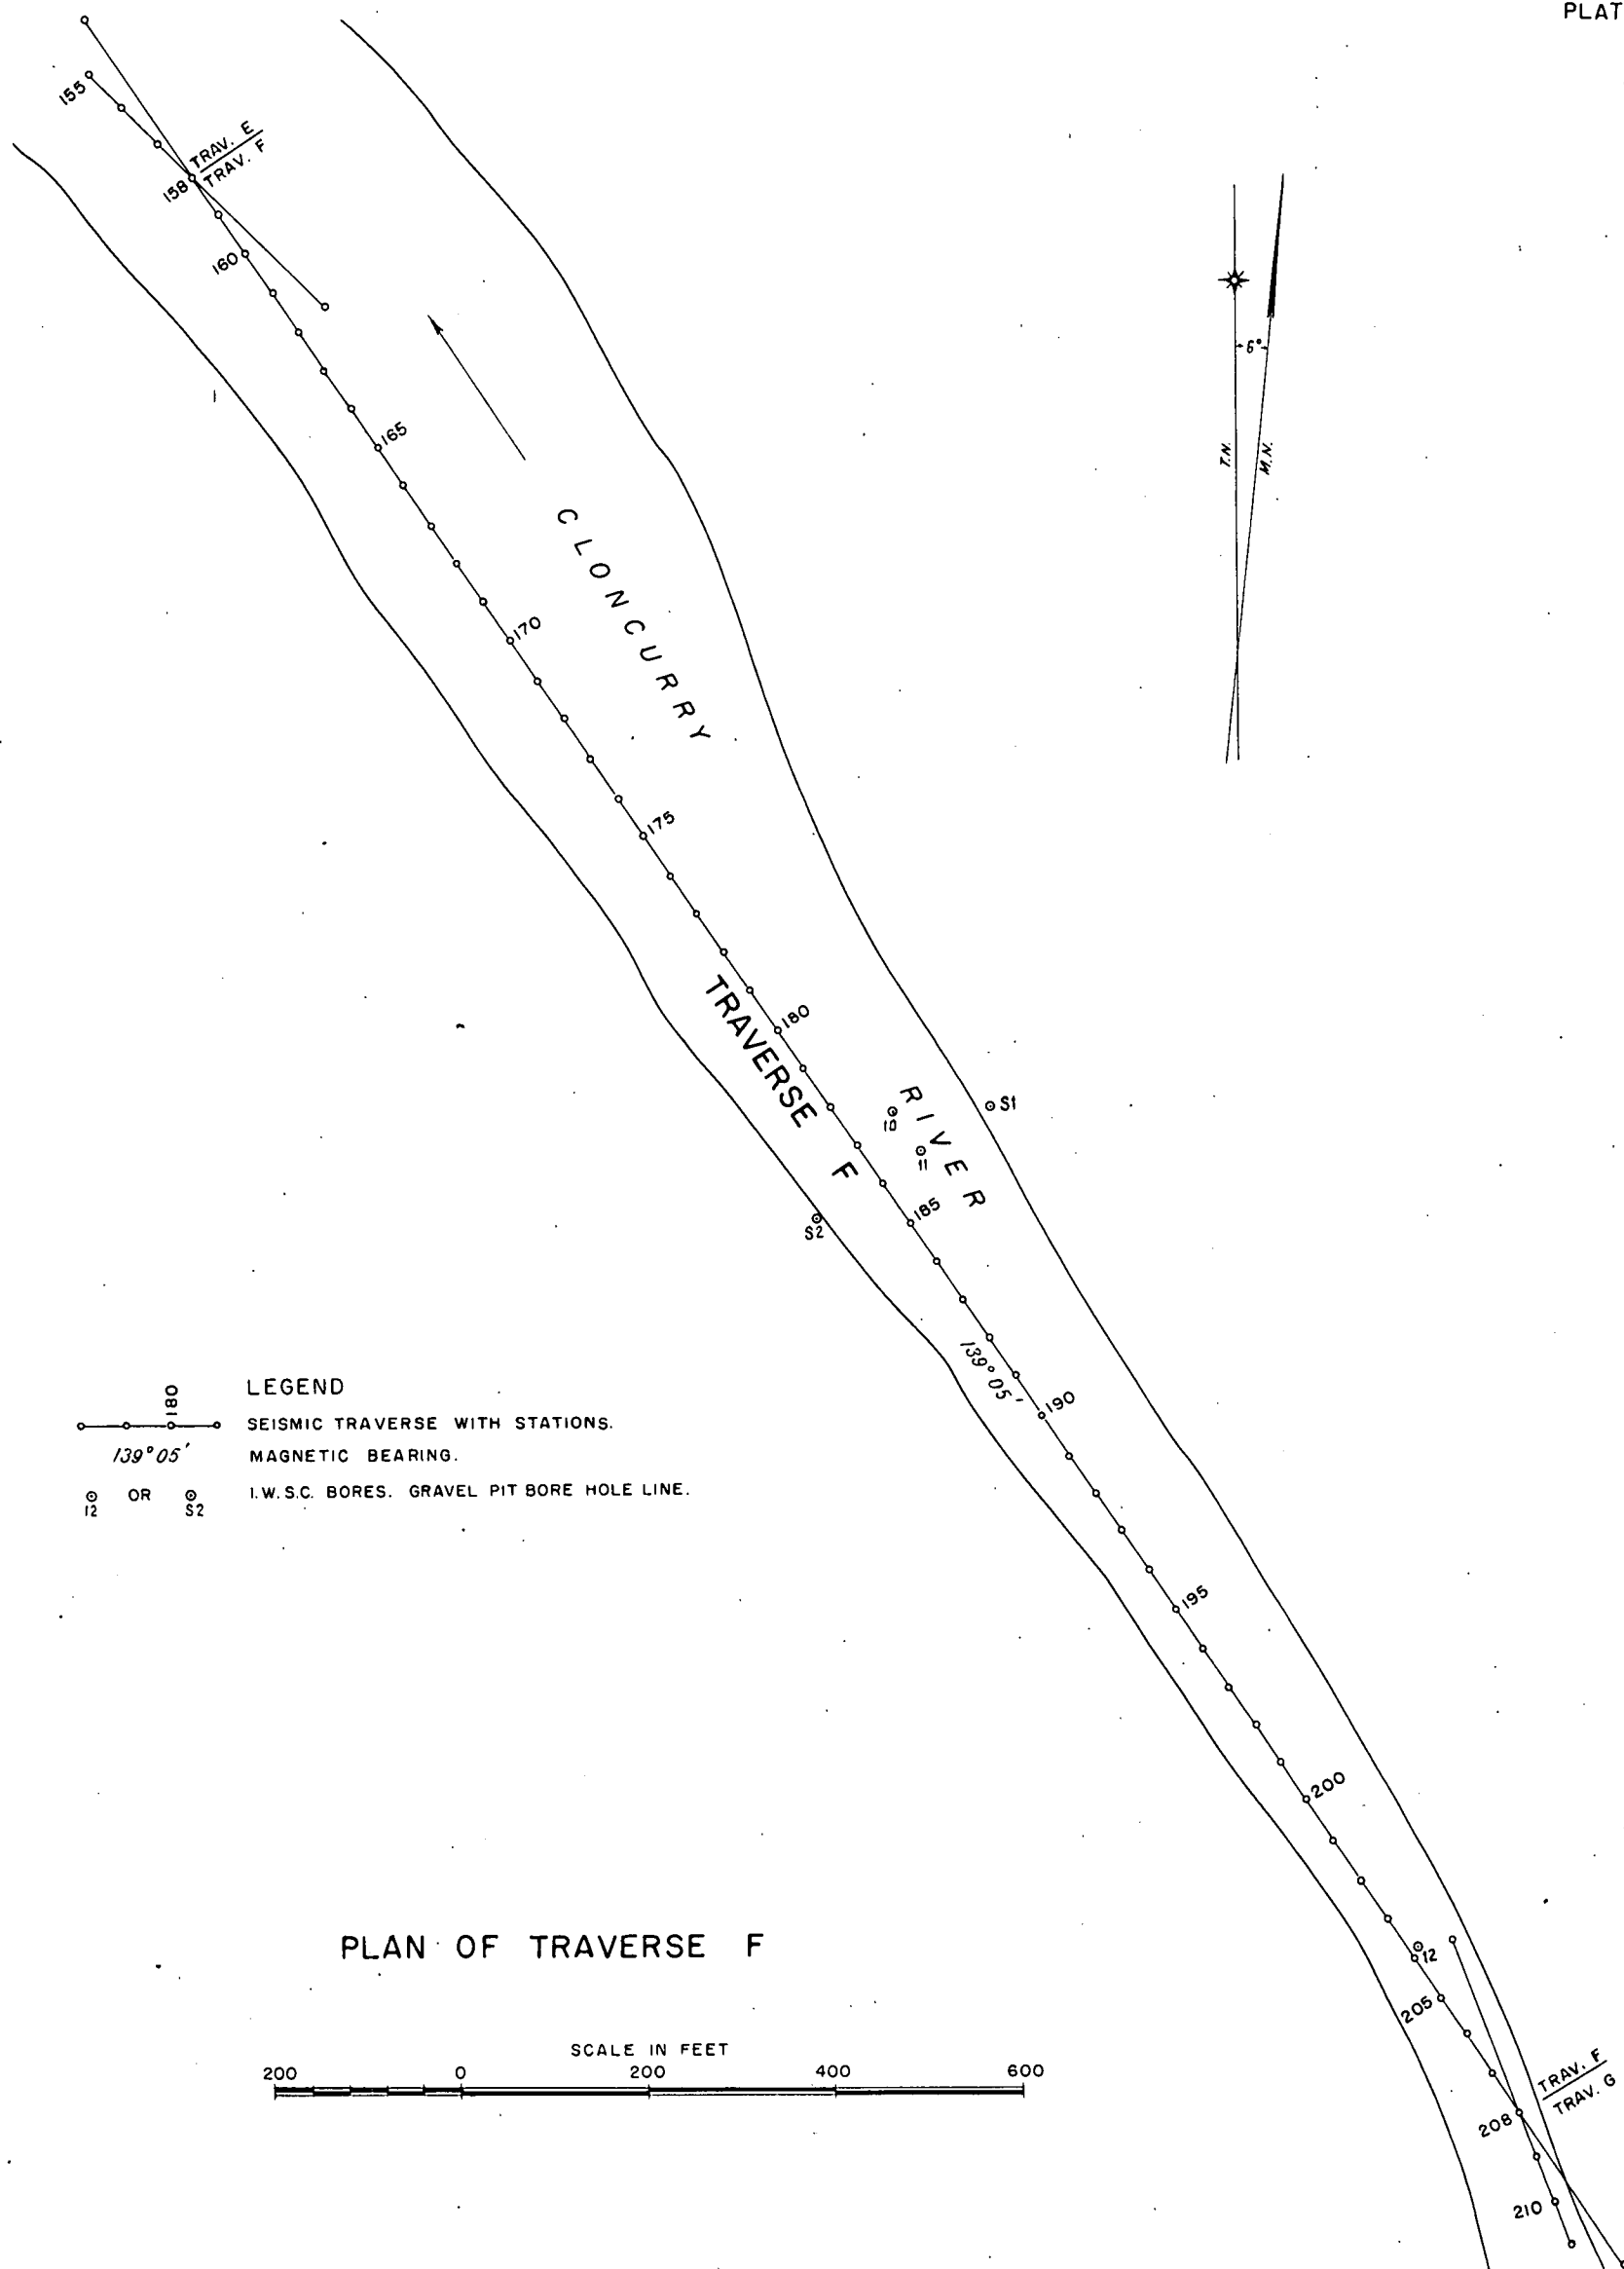 PLAT
155
TRAV. E
TRAV. F
158
160
6°
165
T.N.
M.N.
CLONCURRY
170
175
TRAVERSE F
180
RIVER
S1
10
11
185
S2
139°05'
190
LEGEND
180
SEISMIC TRAVERSE WITH STATIONS.
139°05' MAGNETIC BEARING.
12 OR S2 I.W.S.C. BORES. GRAVEL PIT BORE HOLE LINE.
195
200
PLAN OF TRAVERSE F
12
205
SCALE IN FEET
200 0 200 400 600
TRAV. F
TRAV. G
208
210